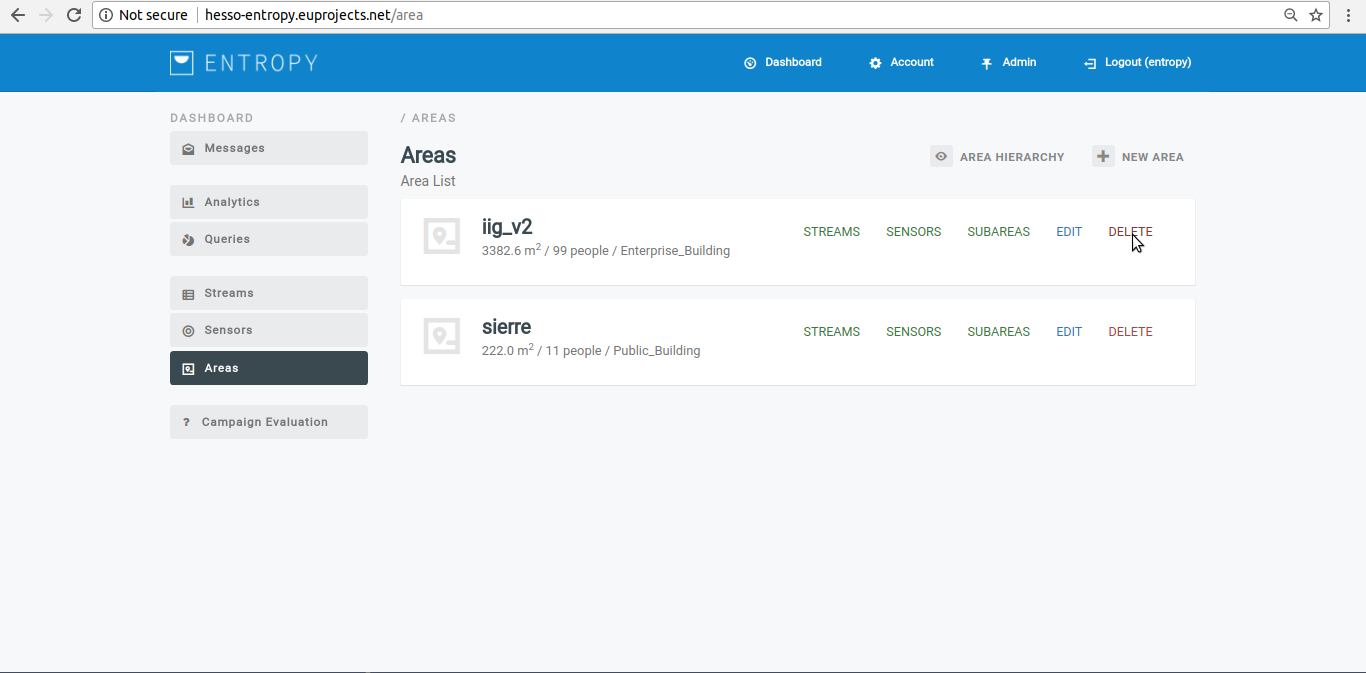 Not secure hesso-entropy.euprojects.net/area
ENTROPY Dashboard Account Admin Logout (entropy)
DASHBOARD
Messages
Analytics
Queries
Streams
Sensors
Areas
? Campaign Evaluation
/ AREAS
Areas
Area List
AREA HIERARCHY NEW AREA
iig_v2
3382.6 m² / 99 people / Enterprise_Building
STREAMS SENSORS SUBAREAS EDIT DELETE
sierre
222.0 m² / 11 people / Public_Building
STREAMS SENSORS SUBAREAS EDIT DELETE